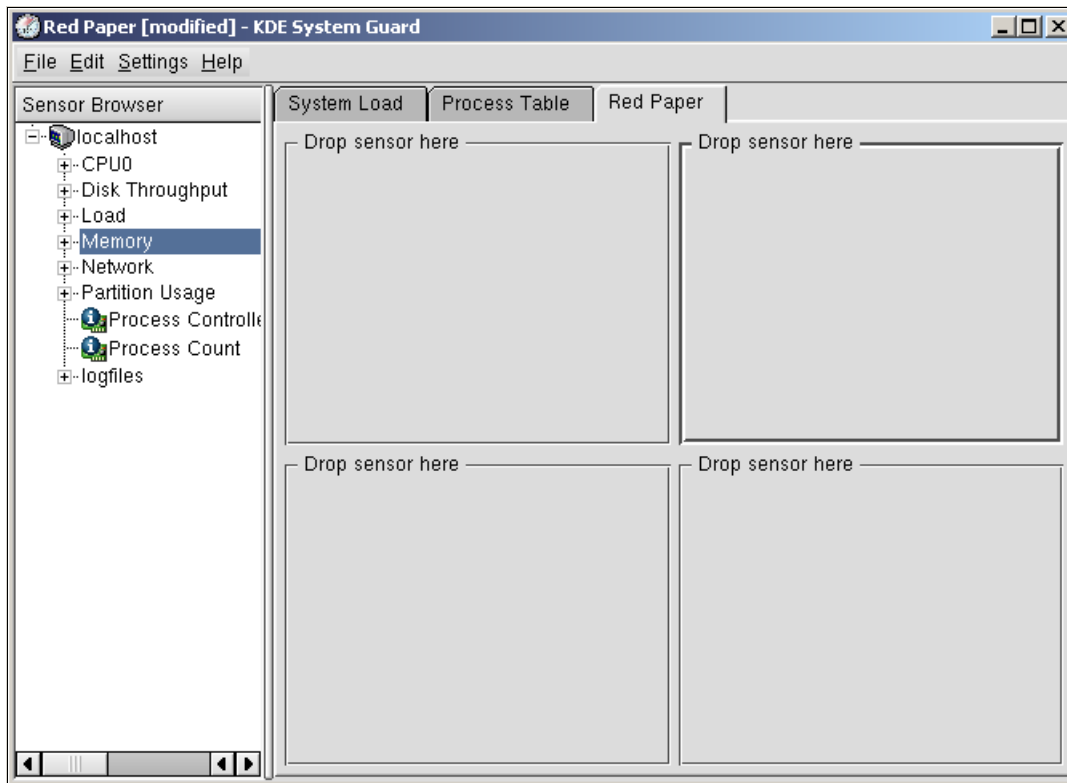 Red Paper [modified] - KDE System Guard
File Edit Settings Help
Sensor Browser
localhost
CPU0
Disk Throughput
Load
Memory
Network
Partition Usage
Process Controlle
Process Count
logfiles
System Load
Process Table
Red Paper
Drop sensor here
Drop sensor here
Drop sensor here
Drop sensor here